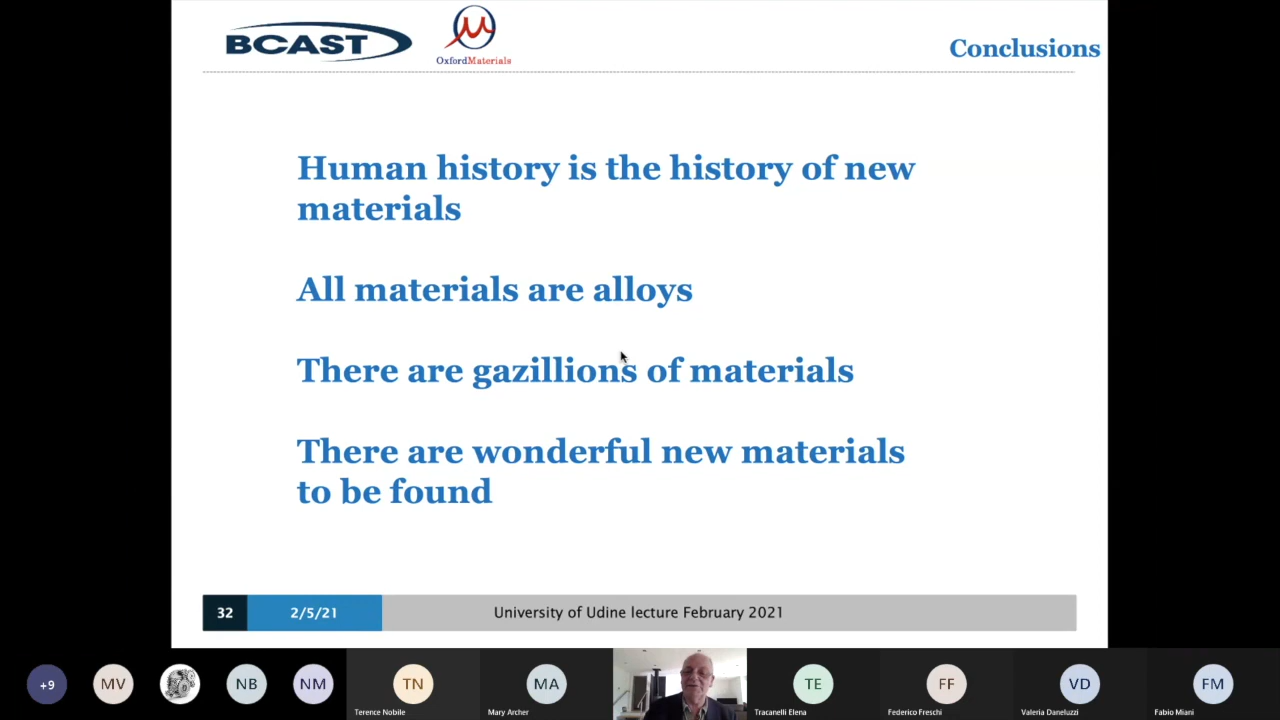 BCAST
OxfordMaterials
Conclusions
Human history is the history of new
materials
All materials are alloys
There are gazillions of materials
There are wonderful new materials
to be found
32
2/5/21
University of Udine lecture February 2021
+9
MV
NB
NM
TN
MA
TE
FF
VD
FM
Terence Nobile
Mary Archer
Tracanelli Elena
Federico Freschi
Valeria Daneluzzi
Fabio Miani